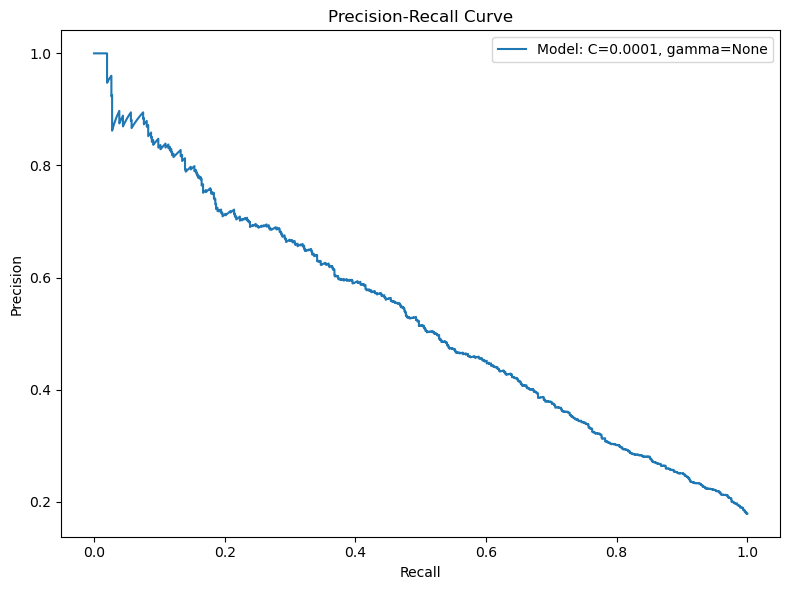 Precision-Recall Curve
Model: C=0.0001, gamma=None
Precision
1.0
0.8
0.6
0.4
0.2
0.0 0.2 0.4 0.6 0.8 1.0
Recall